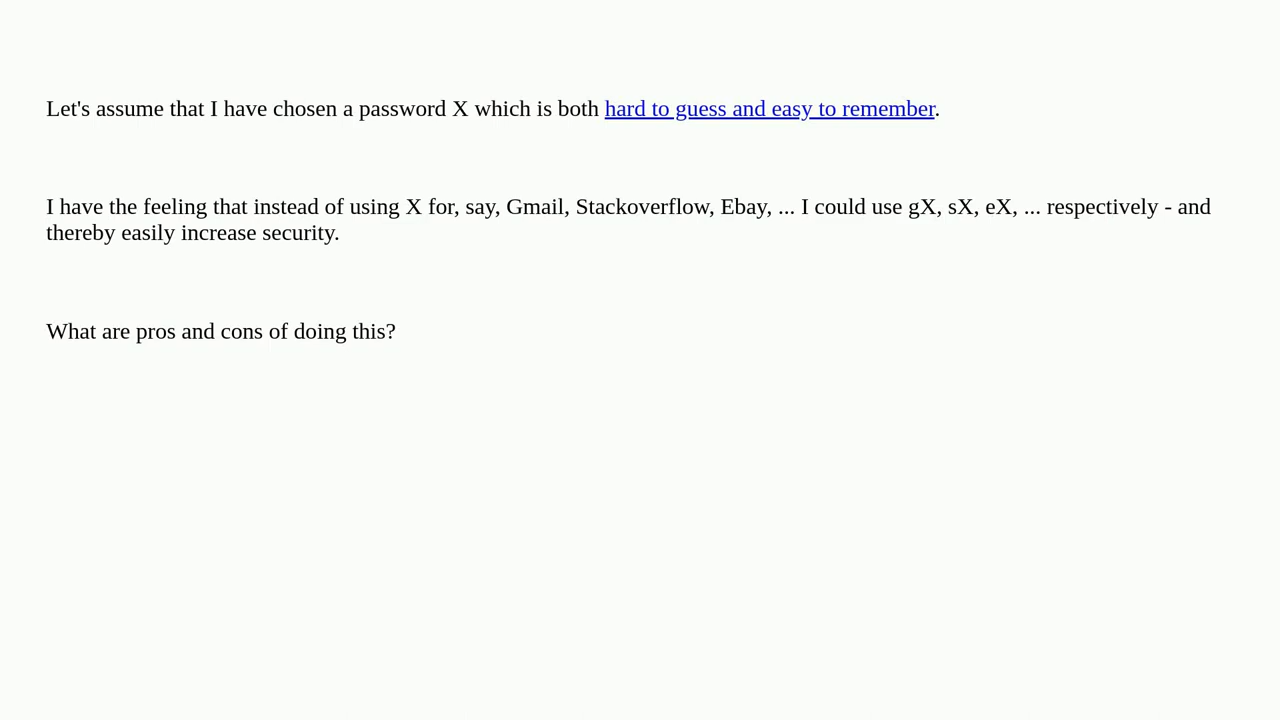 Let's assume that I have chosen a password X which is both hard to guess and easy to remember.
I have the feeling that instead of using X for, say, Gmail, Stackoverflow, Ebay, ... I could use gX, sX, eX, ... respectively - and
thereby easily increase security.
What are pros and cons of doing this?